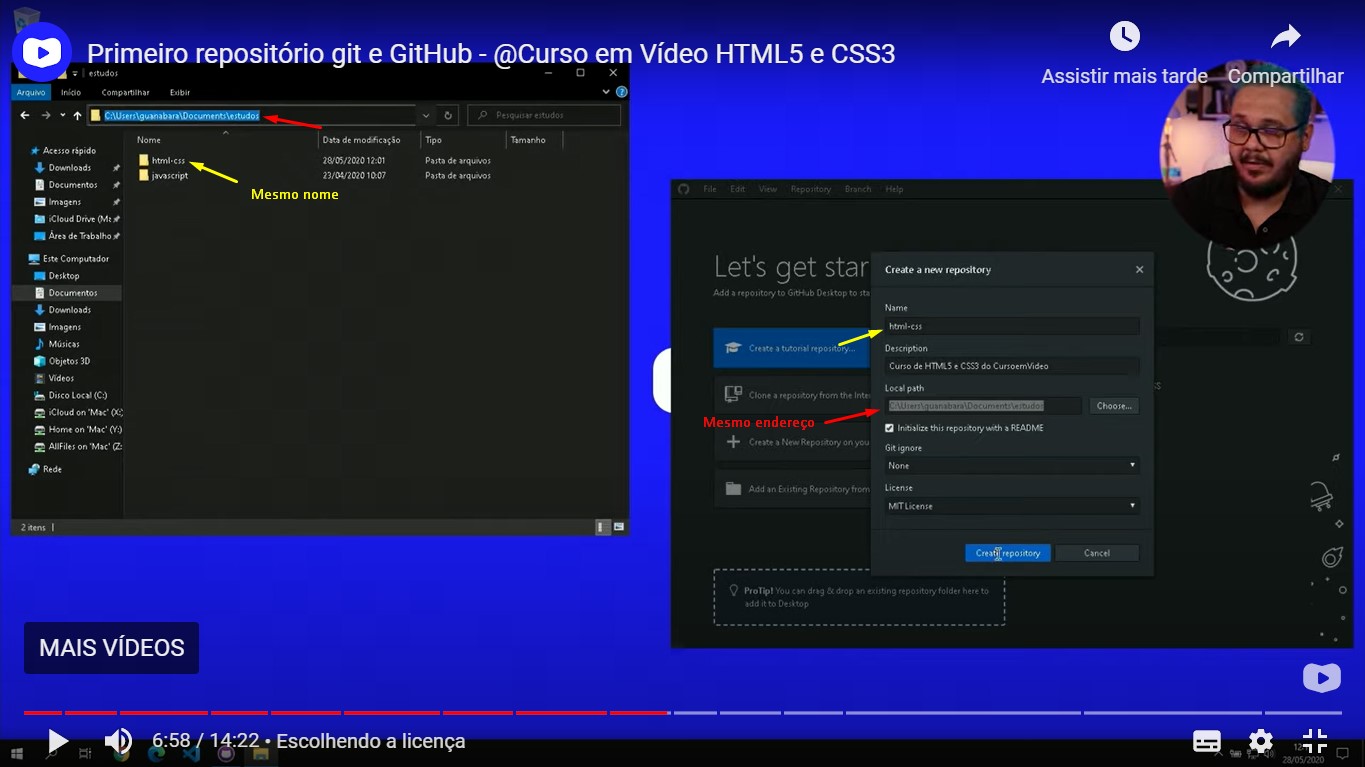 Primeiro repositório git e GitHub - @Curso em Vídeo HTML5 e CSS3
Assistir mais tarde
Compartilhar
estudos
Arquivo Início Compartilhar Exibir
C:\Users\guanabara\Documents\estudos
Pesquisar estudos
Nome Data de modificação Tipo Tamanho
html-css 28/05/2020 12:01 Pasta de arquivos
javascript 23/04/2020 10:07 Pasta de arquivos
Mesmo nome
Acesso rápido
Downloads
Documentos
Imagens
iCloud Drive (Ma
Área de Trabalho
Este Computador
Desktop
Documentos
Downloads
Imagens
Músicas
Objetos 3D
Vídeos
Disco Local (C:)
iCloud on 'Mac' (X:
Home on 'Mac' (Y:)
AllFiles on 'Mac' (Z:
Rede
2 itens
File Edit View Repository Branch Help
Let's get star
Add a repository to GitHub Desktop to sta
Create a tutorial repository...
Clone a repository from the Inte
Create a New Repository on you
Add an Existing Repository from
ProTip! You can drag & drop an existing repository folder here to
add it to Desktop
Create a new repository
Name
html-css
Description
Curso de HTML5 e CSS3 do CursoemVideo
Local path
C:\Users\guanabara\Documents\estudos
Choose...
Mesmo endereço
Initialize this repository with a README
Git ignore
None
License
MIT License
Create repository
Cancel
MAIS VÍDEOS
6:58 / 14:22 • Escolhendo a licença
28/05/2020